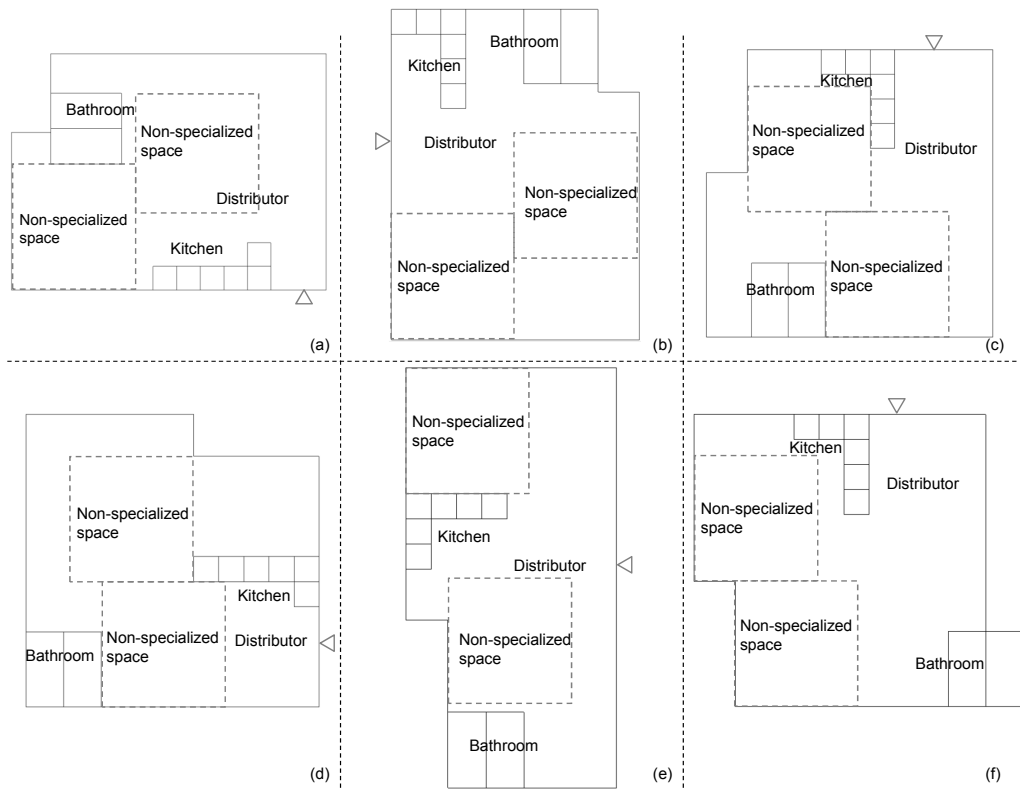 Bathroom
Non-specialized
space
Non-specialized
space
Distributor
Kitchen
(a)
Bathroom
Kitchen
Distributor
Non-specialized
space
Non-specialized
space
(b)
Kitchen
Non-specialized
space
Distributor
Non-specialized
space
Bathroom
(c)
Non-specialized
space
Kitchen
Non-specialized
space
Distributor
Bathroom
(d)
Non-specialized
space
Kitchen
Distributor
Non-specialized
space
Bathroom
(e)
Kitchen
Distributor
Non-specialized
space
Non-specialized
space
Bathroom
(f)